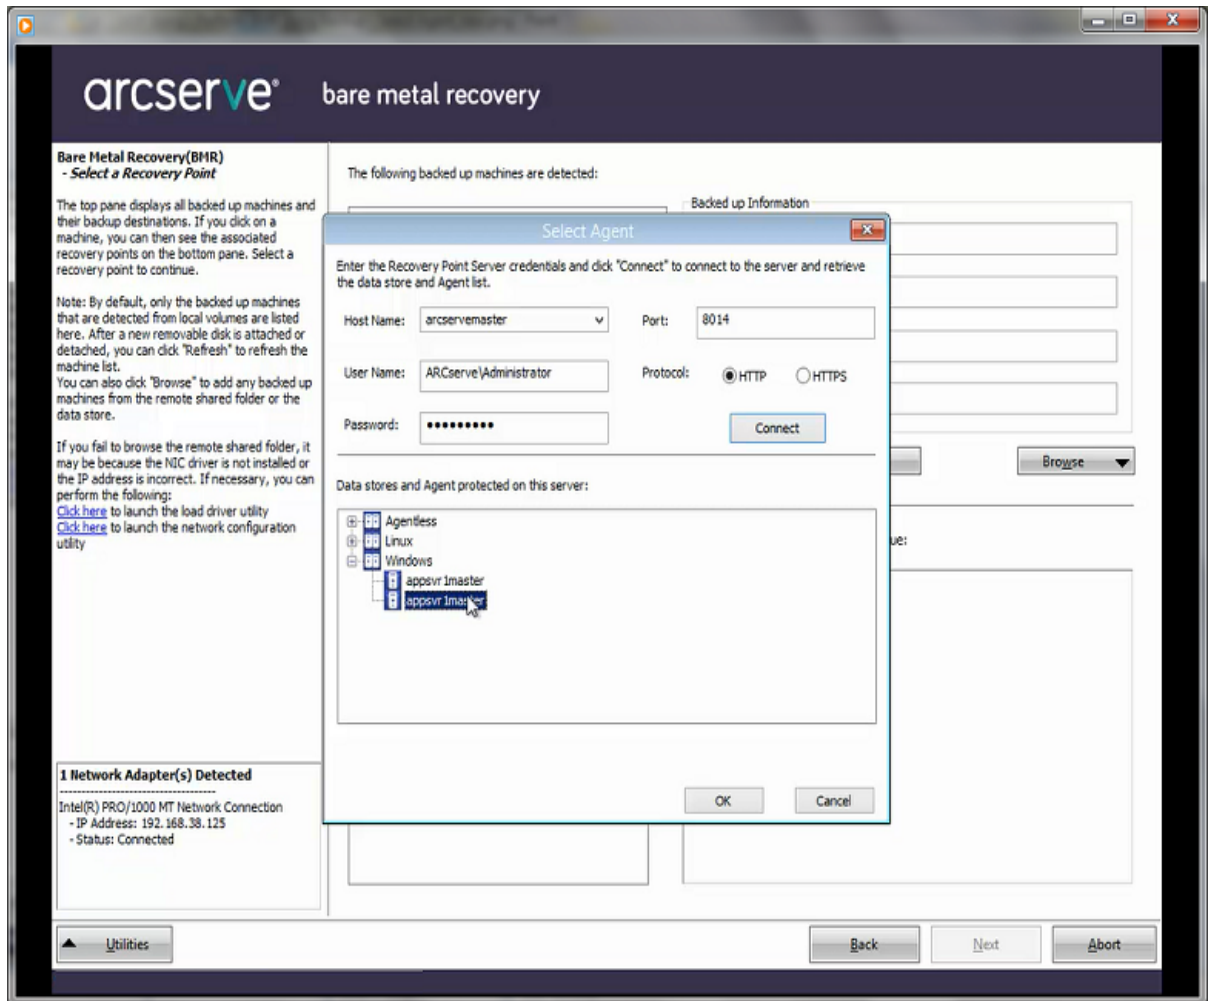 arcserve® bare metal recovery
Bare Metal Recovery(BMR)
- Select a Recovery Point
The top pane displays all backed up machines and
their backup destinations. If you click on a
machine, you can then see the associated
recovery points on the bottom pane. Select a
recovery point to continue.
Note: By default, only the backed up machines
that are detected from local volumes are listed
here. After a new removable disk is attached or
detached, you can click "Refresh" to refresh the
machine list.
You can also click "Browse" to add any backed up
machines from the remote shared folder or the
data store.
If you fail to browse the remote shared folder, it
may be because the NIC driver is not installed or
the IP address is incorrect. If necessary, you can
perform the following:
Click here to launch the load driver utility
Click here to launch the network configuration
utility
1 Network Adapter(s) Detected
Intel(R) PRO/1000 MT Network Connection
- IP Address: 192.168.38.125
- Status: Connected
The following backed up machines are detected:
Backed up Information
Select Agent
Enter the Recovery Point Server credentials and click "Connect" to connect to the server and retrieve
the data store and Agent list.
Host Name: arcservemaster Port: 8014
User Name: ARCserve\Administrator Protocol: HTTP HTTPS
Password: ••••••••• Connect
Data stores and Agent protected on this server:
Agentless
Linux
Windows
appsvr1master
appsvr1master
OK Cancel
Browse
ue:
Utilities Back Next Abort